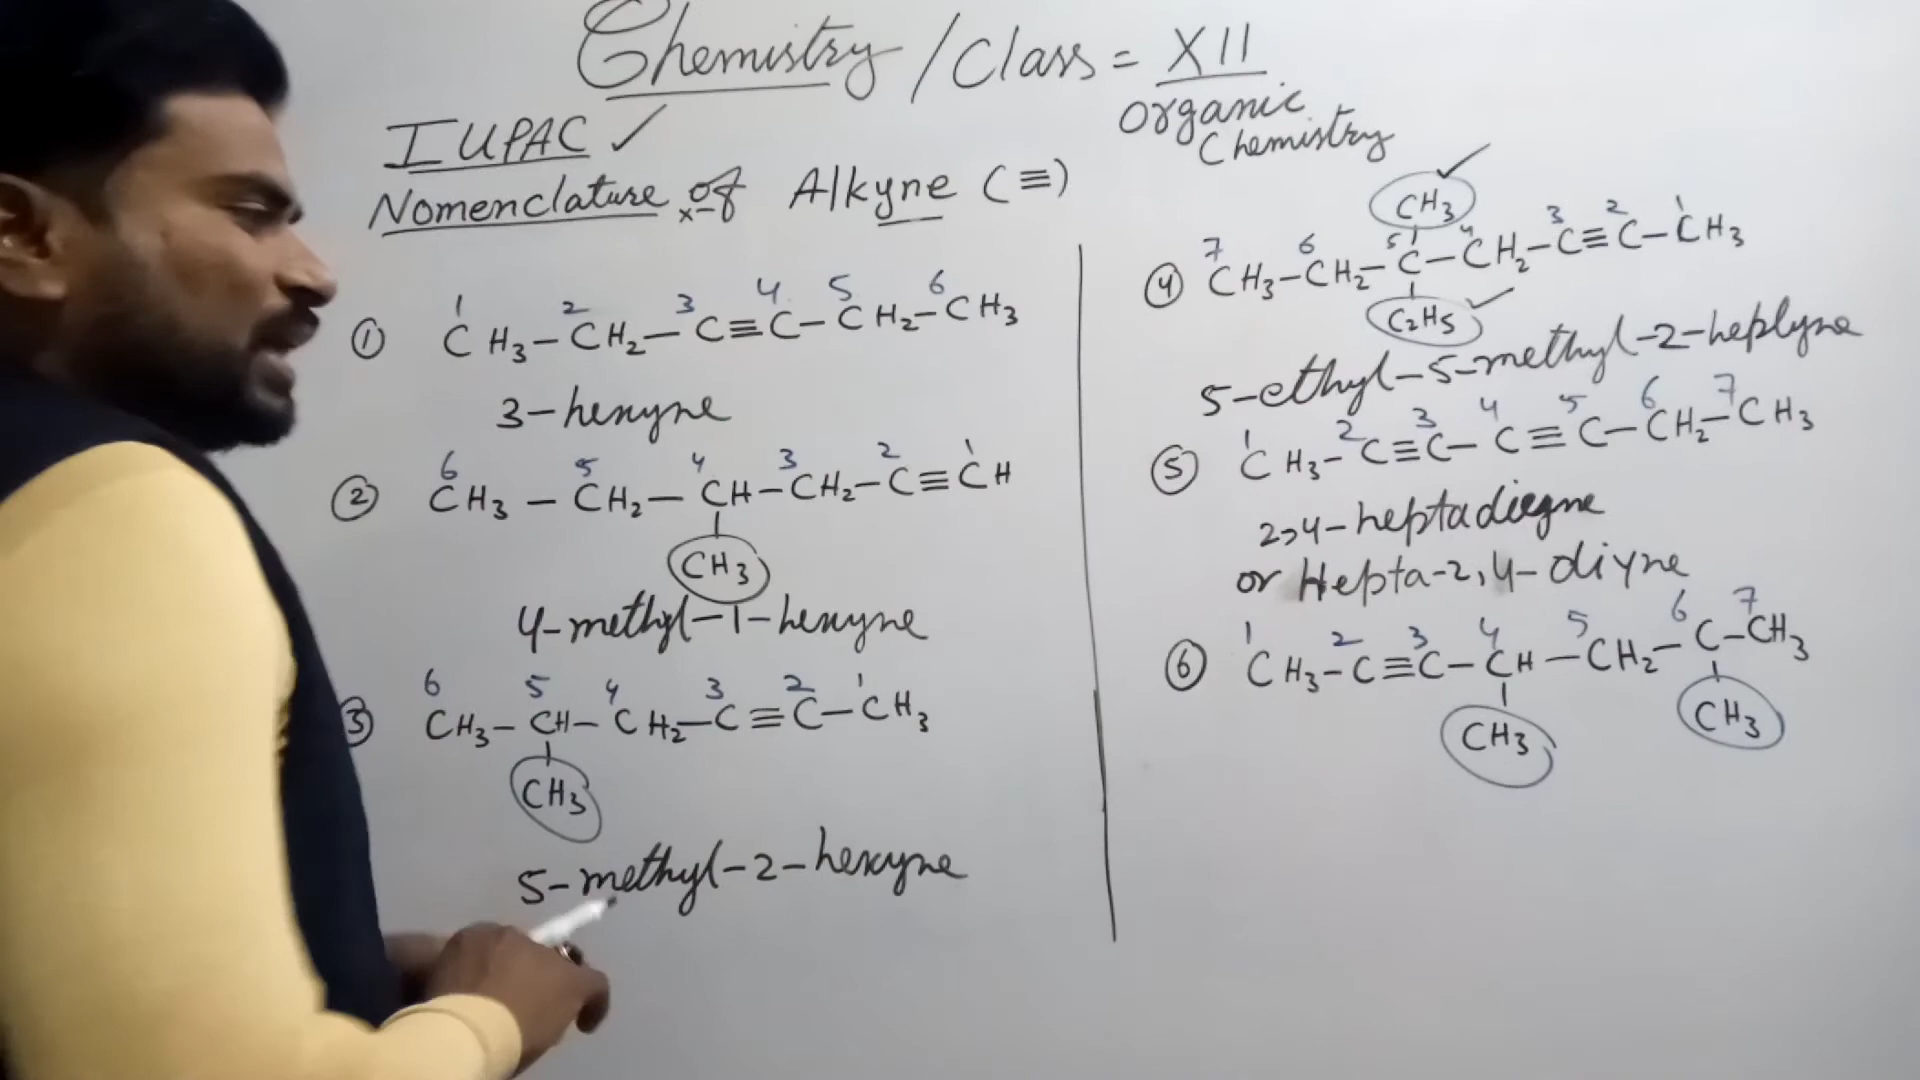 Chemistry / Class = XII
Organic
Chemistry
IUPAC ✓
Nomenclature of Alkyne (≡)
1 2 3 4 5 6
① CH3–CH2–C≡C–CH2–CH3
3-hexyne
6 5 4 3 2 1
② CH3–CH2–CH–CH2–C≡CH
CH3
4-methyl-1-hexyne
6 5 4 3 2 1
③ CH3–CH–CH2–C≡C–CH3
CH3
5-methyl-2-hexyne
CH3 ✓
7 6 5 4 3 2 1
④ CH3–CH2–C–CH2–C≡C–CH3
C2H5 ✓
5-ethyl-5-methyl-2-heplyne
1 2 3 4 5 6 7
⑤ CH3–C≡C–C≡C–CH2–CH3
2,4-heptadiyne
or Hepta-2,4-diyne
1 2 3 4 5 6 7
⑥ CH3–C≡C–CH–CH2–C–CH3
CH3 CH3